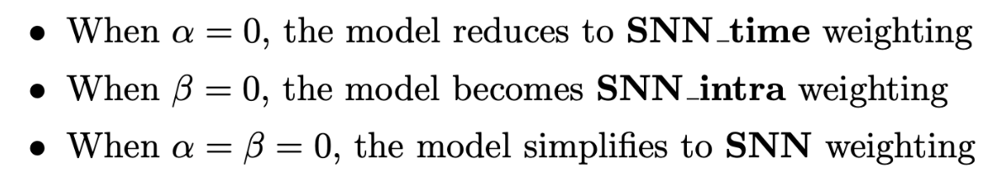 • When α = 0, the model reduces to SNN_time weighting
• When β = 0, the model becomes SNN_intra weighting
• When α = β = 0, the model simplifies to SNN weighting